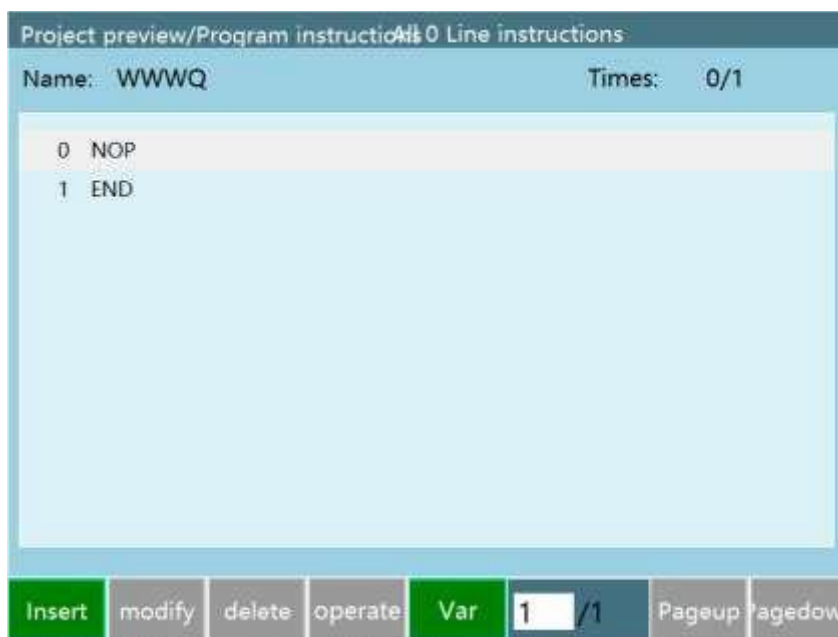 Project preview/Program instructions All 0 Line instructions
Name: WWWQ Times: 0/1
0 NOP
1 END
Insert modify delete operate Var 1 /1 Pageup Pagedow